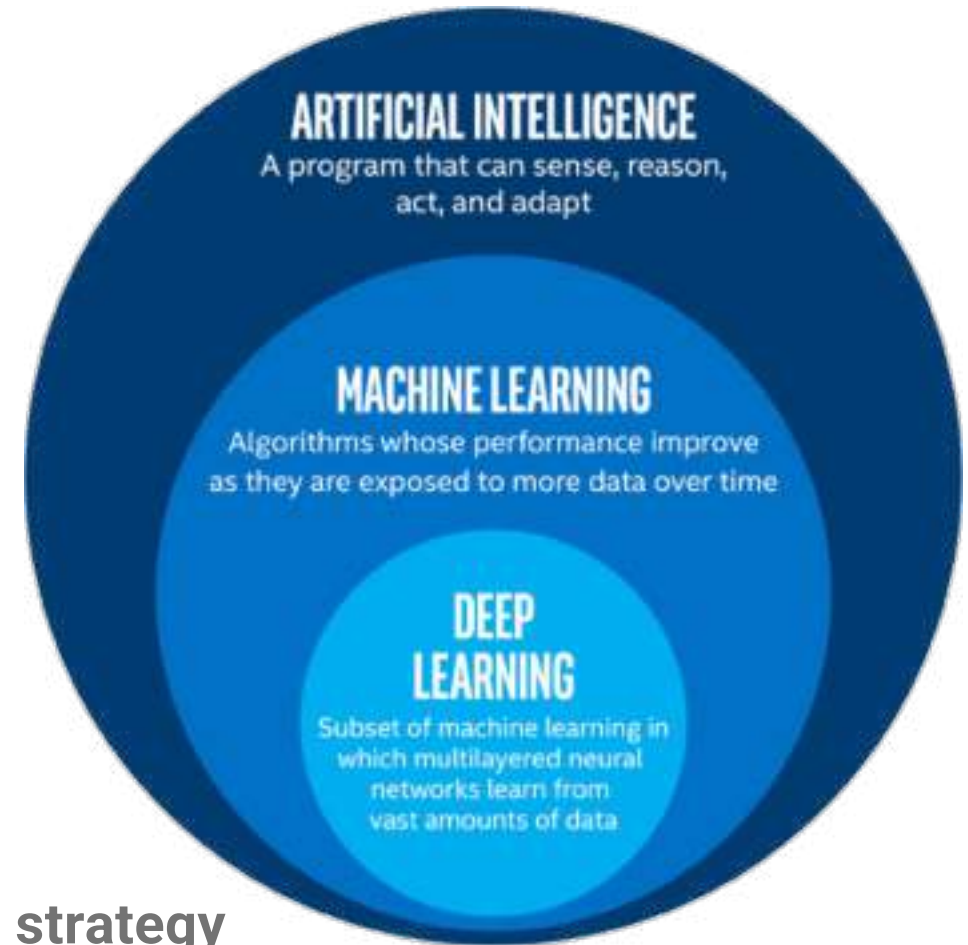 ARTIFICIAL INTELLIGENCE
A program that can sense, reason,
act, and adapt
MACHINE LEARNING
Algorithms whose performance improve
as they are exposed to more data over time
DEEP
LEARNING
Subset of machine learning in
which multilayered neural
networks learn from
vast amounts of data
strategy